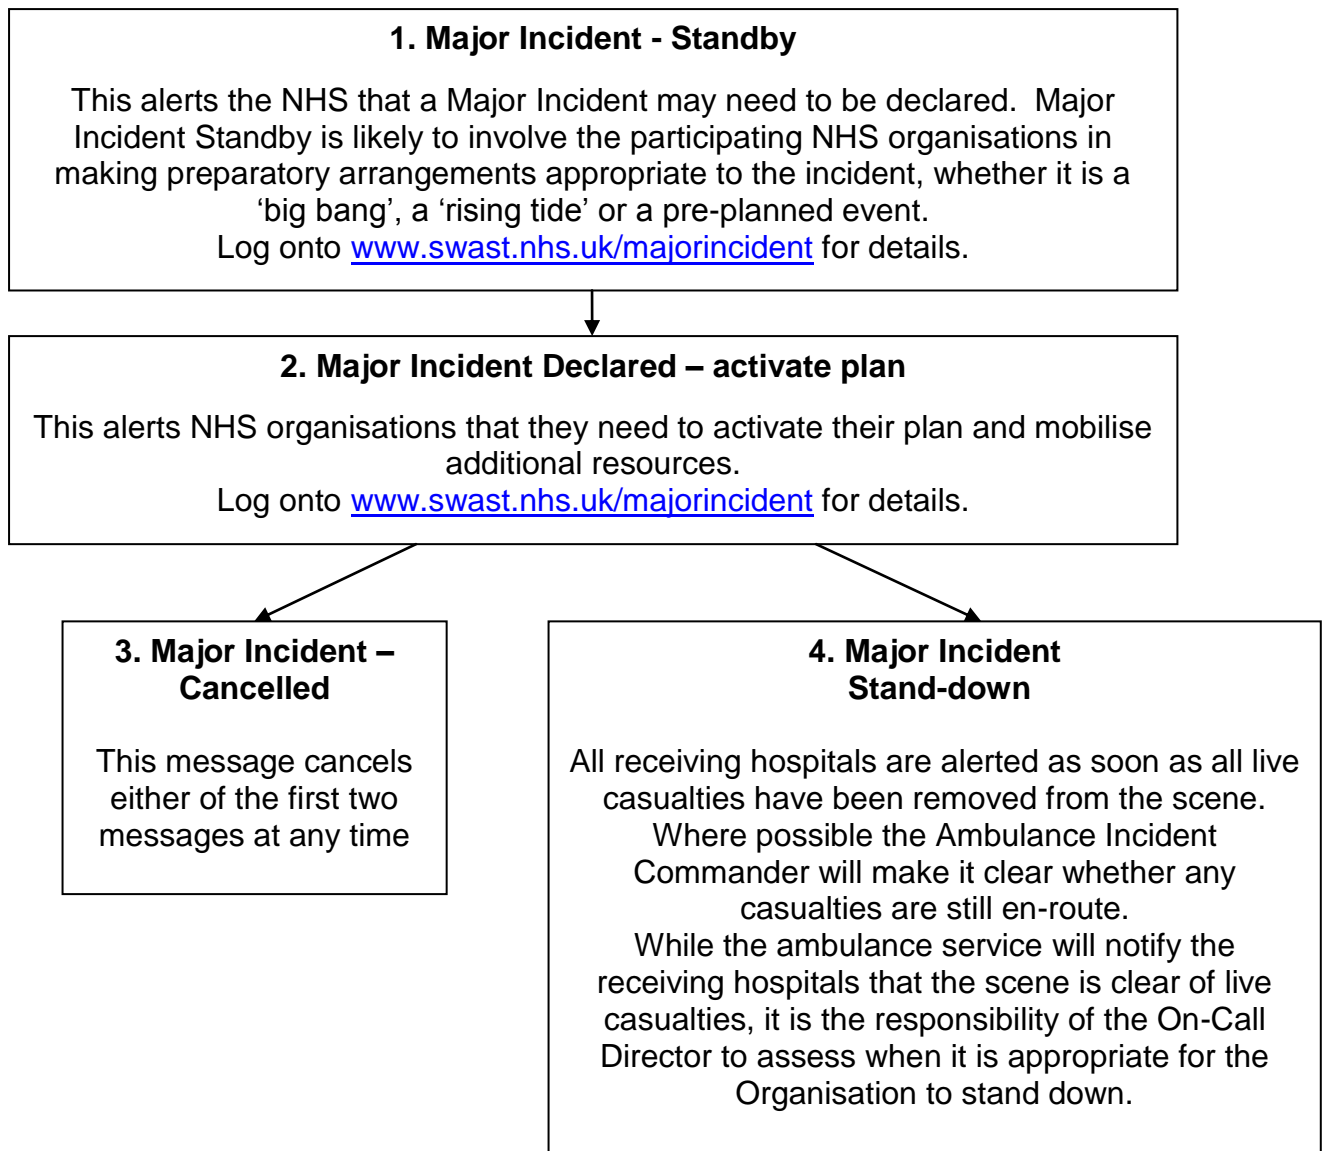 1. Major Incident - Standby
This alerts the NHS that a Major Incident may need to be declared.  Major
Incident Standby is likely to involve the participating NHS organisations in
making preparatory arrangements appropriate to the incident, whether it is a
‘big bang’, a ‘rising tide’ or a pre-planned event.
Log onto www.swast.nhs.uk/majorincident for details.
2. Major Incident Declared – activate plan
This alerts NHS organisations that they need to activate their plan and mobilise
additional resources.
Log onto www.swast.nhs.uk/majorincident for details.
3. Major Incident –
Cancelled
This message cancels
either of the first two
messages at any time
4. Major Incident
Stand-down
All receiving hospitals are alerted as soon as all live
casualties have been removed from the scene.
Where possible the Ambulance Incident
Commander will make it clear whether any
casualties are still en-route.
While the ambulance service will notify the
receiving hospitals that the scene is clear of live
casualties, it is the responsibility of the On-Call
Director to assess when it is appropriate for the
Organisation to stand down.